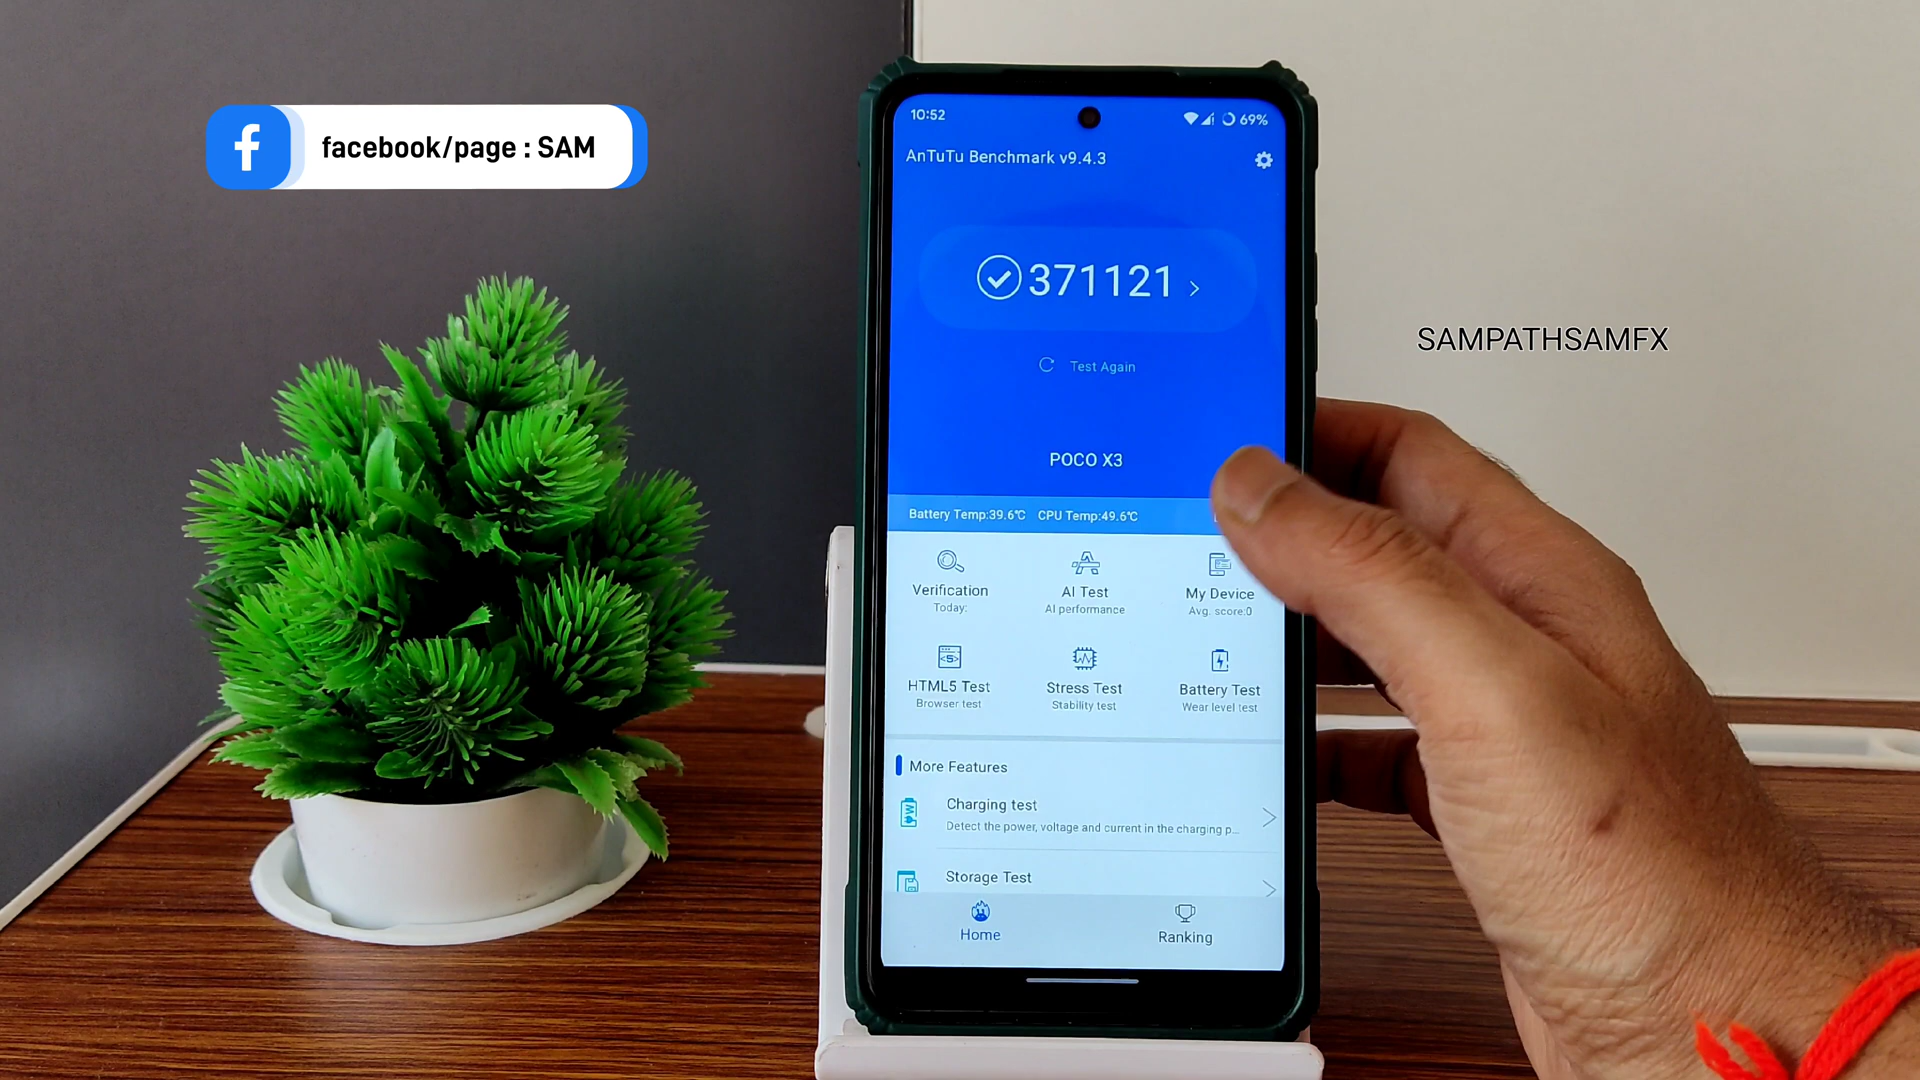 facebook/page : SAM
10:52
69%
AnTuTu Benchmark v9.4.3
371121
Test Again
POCO X3
Battery Temp:39.6℃ CPU Temp:49.6℃
Verification
Today:
AI Test
AI performance
My Device
Avg. score:0
HTML5 Test
Browser test
Stress Test
Stability test
Battery Test
Wear level test
More Features
Charging test
Detect the power, voltage and current in the charging p...
Storage Test
Home
Ranking
SAMPATHSAMFX